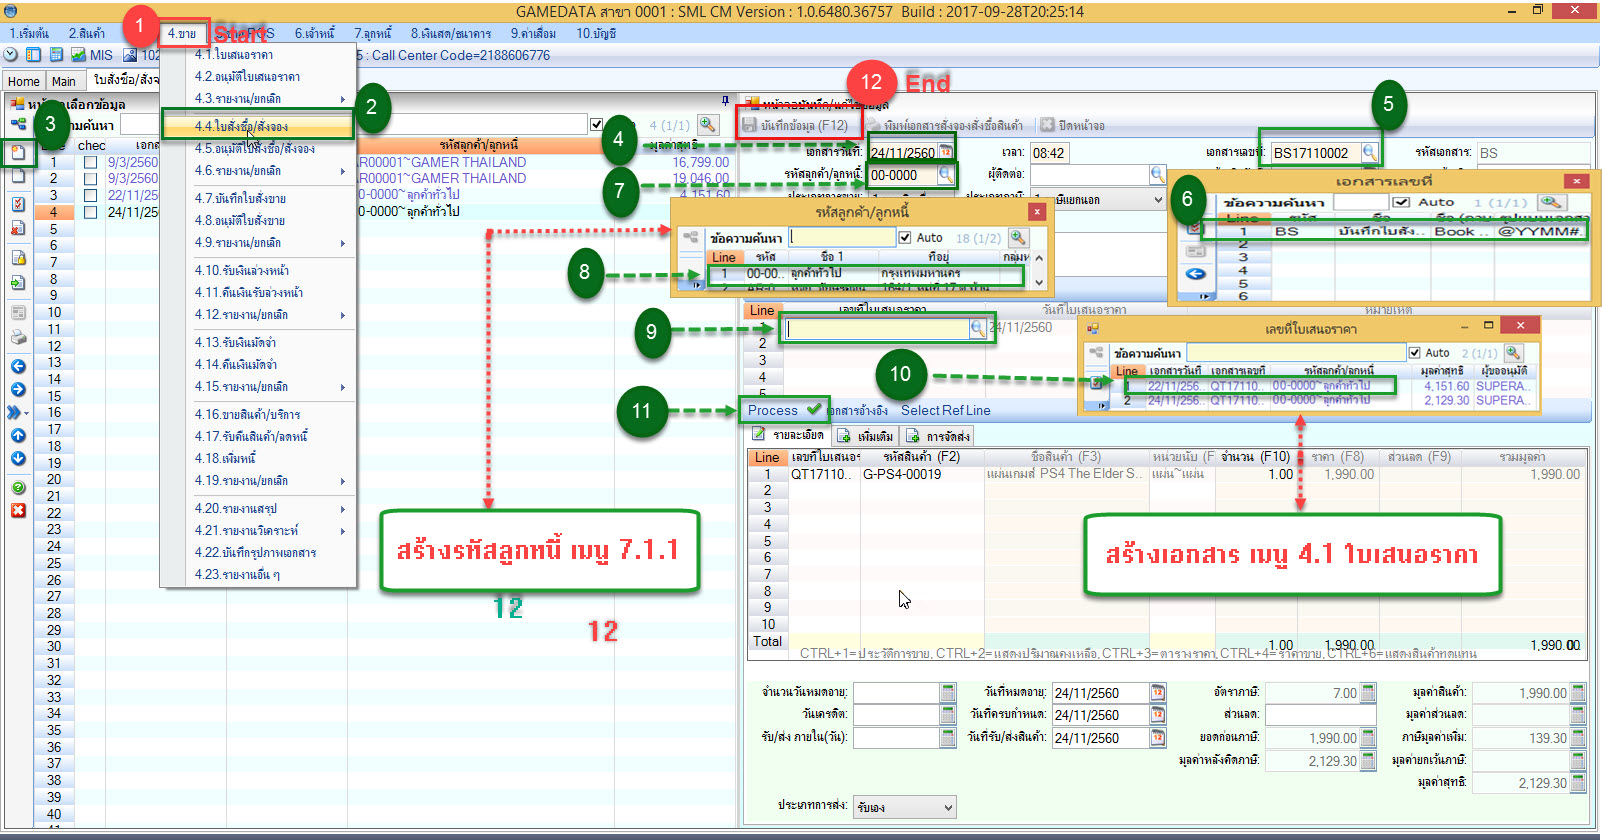 GAMEDATA สาขา 0001 : SML CM Version : 1.0.6480.36757 Build : 2017-09-28T20:25:14
1.เริ่มต้น 2.สินค้า 4.ขาย 6.เจ้าหนี้ 7.ลูกหนี้ 8.เงินสด/ธนาคาร 9.ค่าเสื่อม 10.บัญชี
1 Start
MIS 102 5 : Call Center Code=2188606776
Home Main ใบสั่งซื้อ/สั่งจ
4.1.ใบเสนอราคา
4.2.อนุมัติใบเสนอราคา
4.3.รายงาน/ยกเลิก
4.4.ใบสั่งซื้อ/สั่งจอง
4.5.อนุมัติใบสั่งซื้อ/สั่งจอง
4.6.รายงาน/ยกเลิก
4.7.บันทึกใบสั่งขาย
4.8.อนุมัติใบสั่งขาย
4.9.รายงาน/ยกเลิก
4.10.รับเงินล่วงหน้า
4.11.คืนเงินรับล่วงหน้า
4.12.รายงาน/ยกเลิก
4.13.รับเงินมัดจำ
4.14.คืนเงินมัดจำ
4.15.รายงาน/ยกเลิก
4.16.ขายสินค้า/บริการ
4.17.รับคืนสินค้า/ลดหนี้
4.18.เพิ่มหนี้
4.19.รายงาน/ยกเลิก
4.20.รายงานสรุป
4.21.รายงานวิเคราะห์
4.22.บันทึกรูปภาพเอกสาร
4.23.รายงานอื่น ๆ
2
3
4 (1/1)
chec เอกส รหัสลูกค้า/ลูกหนี้ มูลค่าสุทธิ
1 9/3/2560 AR00001~GAMER THAILAND 16,799.00
2 9/3/2560 AR00001~GAMER THAILAND 19,046.00
3 22/11/25 00-0000~ลูกค้าทั่วไป 4,151.60
4 24/11/256 00-0000~ลูกค้าทั่วไป
5
6
7
8
9
10
11
12
13
14
15
16
17
18
19
20
21
22
23
24
25
26
27
28
29
30
31
32
33
34
35
36
37
38
39
40
12 End
หน้าจอบันทึก/แก้ไขข้อมูล
บันทึกข้อมูล (F12) พิมพ์เอกสารสั่งจองสั่งซื้อสินค้า ปิดหน้าจอ
4 5
เอกสารวันที่: 24/11/2560 เวลา: 08:42 เอกสารเลขที่: BS17110002 รหัสเอกสาร: BS
7
รหัสลูกค้า/ลูกหนี้: 00-0000 ผู้ติดต่อ:
6
เอกสารเลขที่
ข้อความค้นหา Auto 1 (1/1)
Line รหัส ชื่อ
1 BS บันทึกใบสั่ง.. Book ... @YYMM#..
2
3
4
5
6
รหัสลูกค้า/ลูกหนี้
ข้อความค้นหา Auto 18 (1/2)
Line รหัส ชื่อ 1 ที่อยู่
8
1 00-00.. ลูกค้าทั่วไป กรุงเทพมหานคร
Line เลขที่ใบเสนอราคา วันที่ใบเสนอราคา หมายเหตุ
9
24/11/2560
2
3
4
เลขที่ใบเสนอราคา
ข้อความค้นหา Auto 2 (1/1)
Line เอกสารวันที่ เอกสารเลขที่ รหัสลูกค้า/ลูกหนี้ มูลค่าสุทธิ ผู้ขออนุมัติ
10
1 22/11/256.. QT17110.. 00-0000~ลูกค้าทั่วไป 4,151.60 SUPERA..
2 24/11/256.. QT17110.. 00-0000~ลูกค้าทั่วไป 2,129.30 SUPERA..
11
Process เอกสารอ้างอิง Select Ref Line
รายละเอียด เพิ่มเติม การจัดส่ง
Line เลขที่ใบเสนอร รหัสสินค้า (F2) ชื่อสินค้า (F3) หน่วยนับ (F จำนวน (F10) ราคา (F8) ส่วนลด (F9) รวมมูลค่า
1 QT17110.. G-PS4-00019 แผ่นเกมส์ PS4 The Elder S.. แผ่น~แผ่น 1.00 1,990.00 1,990.00
2
3
4
5
6
7
8
9
10
Total 1.00 1,990.00 1,990.00
CTRL+1=ประวัติการขาย, CTRL+2=แสดงปริมาณคงเหลือ, CTRL+3=ตารางราคา, CTRL+4=ราคาขาย, CTRL+6=แสดงสินค้าทดแทน
สร้างรหัสลูกหนี้ เมนู 7.1.1
สร้างเอกสาร เมนู 4.1 ใบเสนอราคา
12
12
จำนวนวันหมดอายุ: วันที่หมดอายุ: 24/11/2560 อัตราภาษี: 7.00 มูลค่าสินค้า: 1,990.00
วันเครดิต: วันที่ครบกำหนด: 24/11/2560 ส่วนลด: มูลค่าส่วนลด:
รับ/ส่ง ภายใน(วัน): วันที่รับ/ส่งสินค้า: 24/11/2560 ยอดก่อนภาษี: 1,990.00 ภาษีมูลค่าเพิ่ม: 139.30
มูลค่าหลังคิดภาษี: 2,129.30 มูลค่ายกเว้นภาษี:
มูลค่าสุทธิ: 2,129.30
ประเภทการส่ง: รับเอง